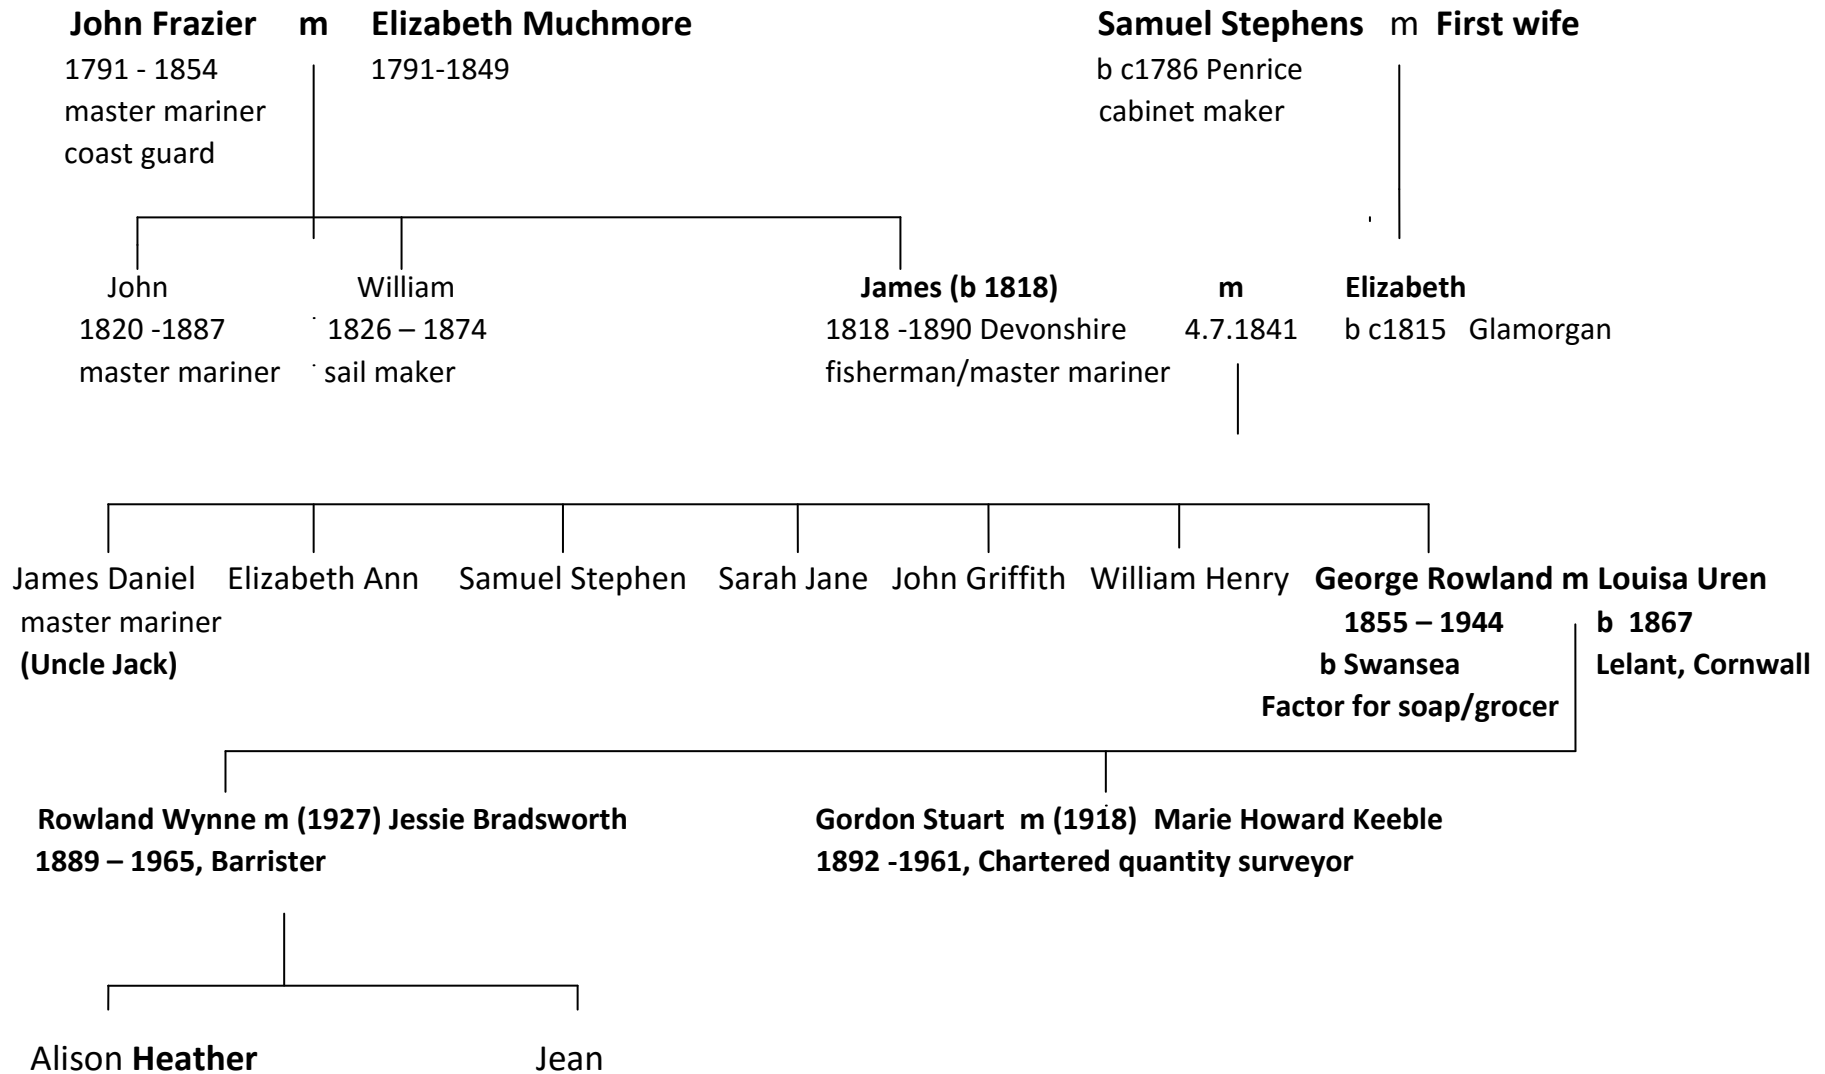 John Frazier m Elizabeth Muchmore Samuel Stephens m First wife
1791 - 1854 1791-1849 b c1786 Penrice
master mariner cabinet maker
coast guard
John William James (b 1818) m Elizabeth
1820 -1887 1826 – 1874 1818 -1890 Devonshire 4.7.1841 b c1815 Glamorgan
master mariner sail maker fisherman/master mariner
James Daniel Elizabeth Ann Samuel Stephen Sarah Jane John Griffith William Henry George Rowland m Louisa Uren
master mariner 1855 – 1944 b 1867
(Uncle Jack) b Swansea Lelant, Cornwall
Factor for soap/grocer
Rowland Wynne m (1927) Jessie Bradsworth Gordon Stuart m (1918) Marie Howard Keeble
1889 – 1965, Barrister 1892 -1961, Chartered quantity surveyor
Alison Heather Jean